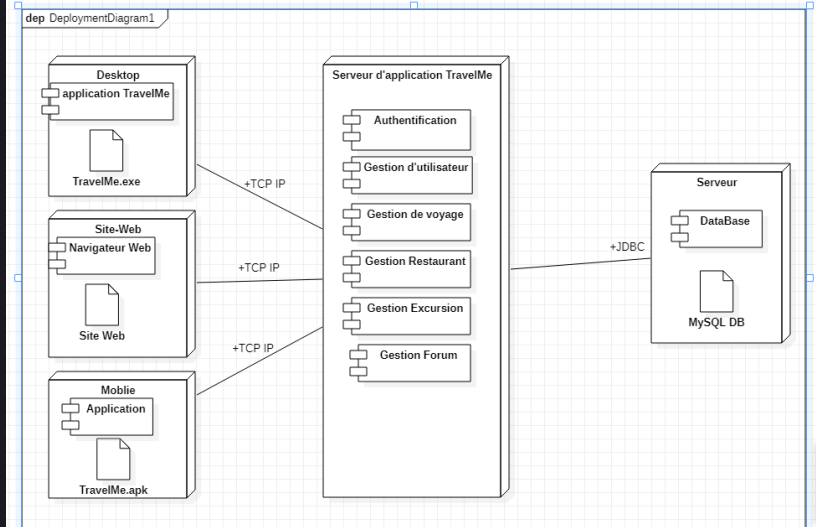 dep DeploymentDiagram1
Desktop
application TravelMe
TravelMe.exe
+TCP IP
Site-Web
Navigateur Web
Site Web
+TCP IP
Moblie
Application
TravelMe.apk
+TCP IP
Serveur d'application TravelMe
Authentification
Gestion d'utilisateur
Gestion de voyage
Gestion Restaurant
Gestion Excursion
Gestion Forum
+JDBC
Serveur
DataBase
MySQL DB